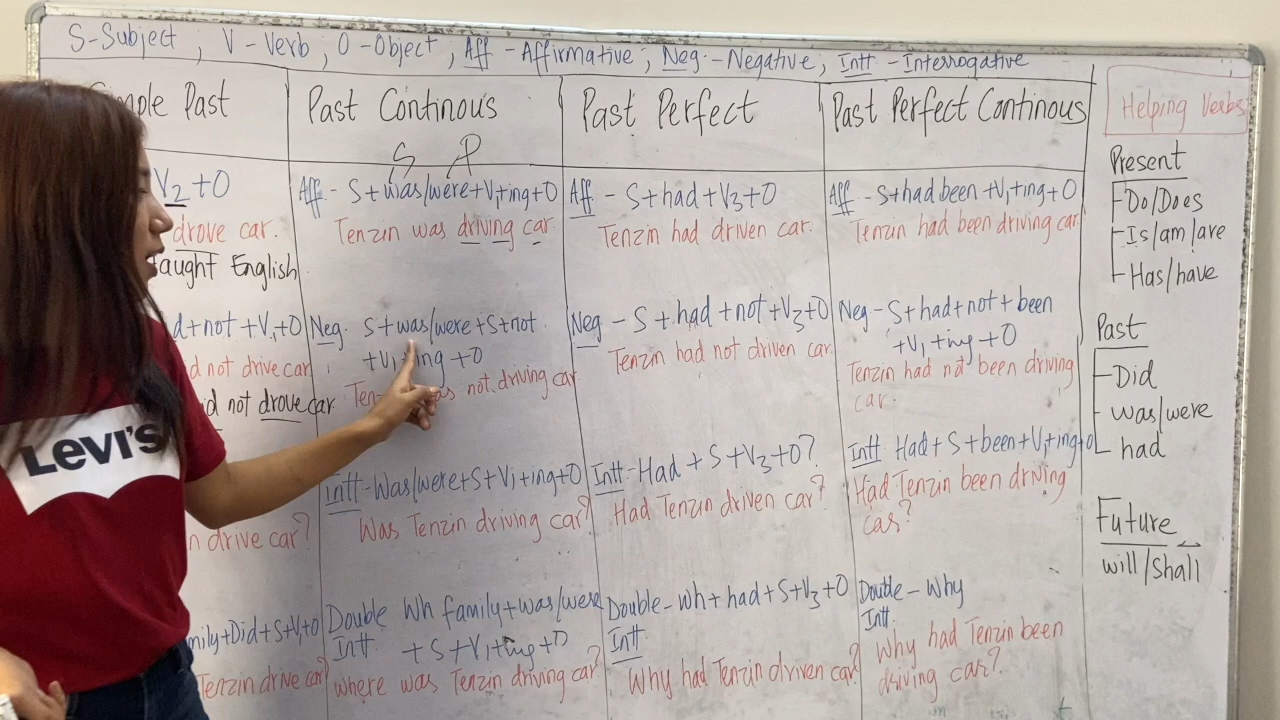 S-Subject ; V-Verb ; O-Object , Aff -Affirmative ; Neg.-Negative ; Intt -Interrogative
Past
V2+O
drove car.
taught English
+not+V1+O
not drive car
not drove car.
drive car?
+Did+S+V1+O
Tenzin drive car?
LEVI'S
Past Continous
S P
Aff- S+was/were+V1+ing+O
Tenzin was driving car.
Neg. S+was/were+S+not
+V1+ing+O
not driving car
Intt-Was/were+S+V1+ing+O
Was Tenzin driving car?
Double Wh family+was/were
Intt. +S+V1+ing+O
where was Tenzin driving car?
Past Perfect
Aff - S+had+V3+O
Tenzin had driven car.
Neg - S+had+not+V3+O
Tenzin had not driven car.
Intt-Had+S+V3+O?
Had Tenzin driven car?
Double-Wh+had+S+V3+O
Intt.
Why had Tenzin driven car?
Past Perfect Continous
Aff -S+had been+V1+ing+O
Tenzin had been driving car
Neg-S+had+not+been
+V1+ing+O
Tenzin had not been driving
car.
Intt Had+S+been+V1+ing+o
Had Tenzin been driving
car?
Double - Why
Intt.
Why had Tenzin been
driving car?
Helping Verbs
Present
Do/Does
Is/am/are
Has/have
Past
Did
was/were
had
Future
will/shall